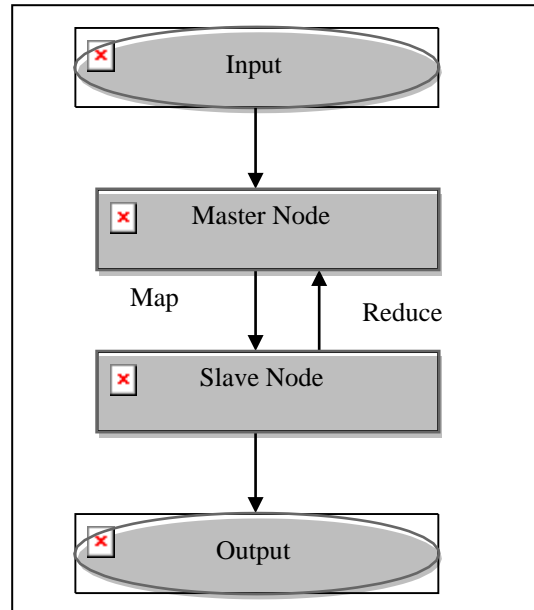 Input
Master Node
Map
Reduce
Slave Node
Output